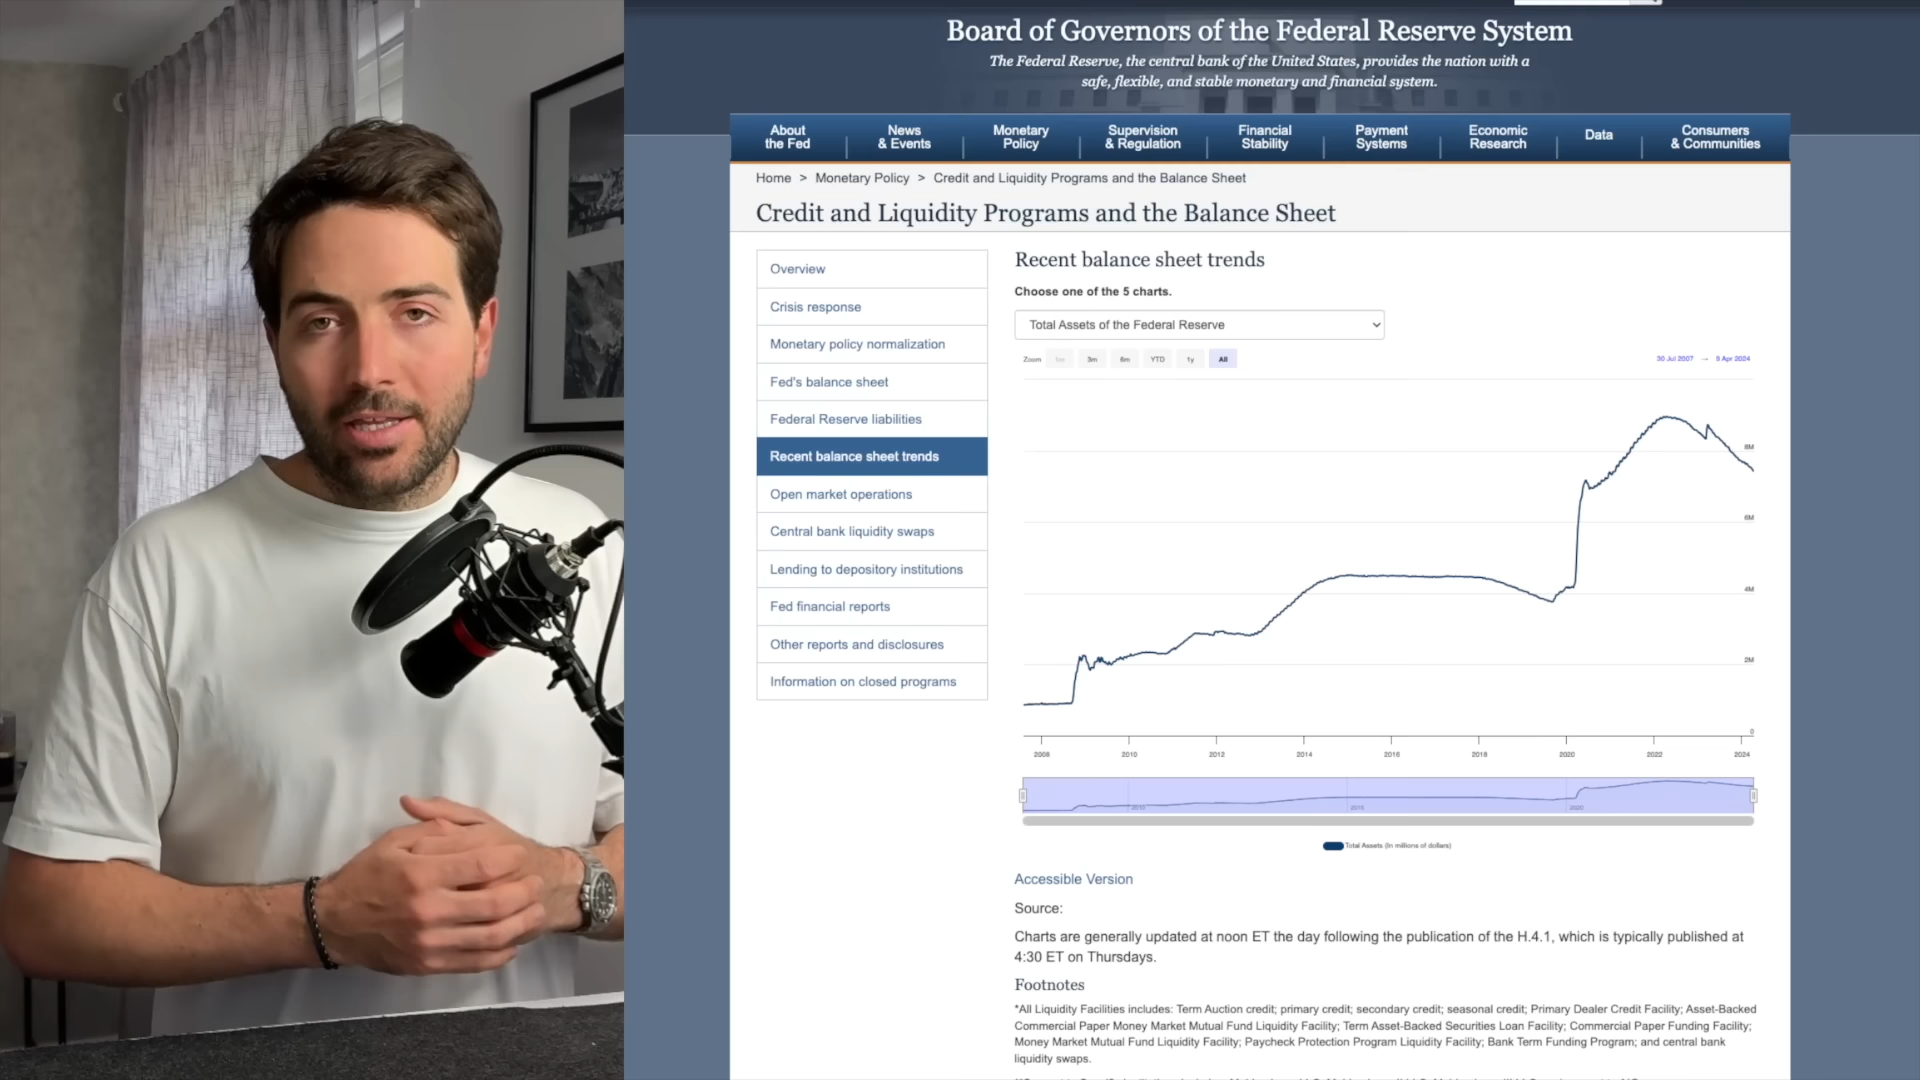 Board of Governors of the Federal Reserve System
The Federal Reserve, the central bank of the United States, provides the nation with a
safe, flexible, and stable monetary and financial system.
About
the Fed
News
& Events
Monetary
Policy
Supervision
& Regulation
Financial
Stability
Payment
Systems
Economic
Research
Data
Consumers
& Communities
Home > Monetary Policy > Credit and Liquidity Programs and the Balance Sheet
Credit and Liquidity Programs and the Balance Sheet
Overview
Crisis response
Monetary policy normalization
Fed's balance sheet
Federal Reserve liabilities
Recent balance sheet trends
Open market operations
Central bank liquidity swaps
Lending to depository institutions
Fed financial reports
Other reports and disclosures
Information on closed programs
Recent balance sheet trends
Choose one of the 5 charts.
Total Assets of the Federal Reserve
Zoom 1m 3m 6m YTD 1y All
30 Jul 2007 → 9 Apr 2024
8M
6M
4M
2M
0
2008 2010 2012 2014 2016 2018 2020 2022 2024
2010 2015 2020
Total Assets (In millions of dollars)
Accessible Version
Source:
Charts are generally updated at noon ET the day following the publication of the H.4.1, which is typically published at
4:30 ET on Thursdays.
Footnotes
*All Liquidity Facilities includes: Term Auction credit; primary credit; secondary credit; seasonal credit; Primary Dealer Credit Facility; Asset-Backed
Commercial Paper Money Market Mutual Fund Liquidity Facility; Term Asset-Backed Securities Loan Facility; Commercial Paper Funding Facility;
Money Market Mutual Fund Liquidity Facility; Paycheck Protection Program Liquidity Facility; Bank Term Funding Program; and central bank
liquidity swaps.